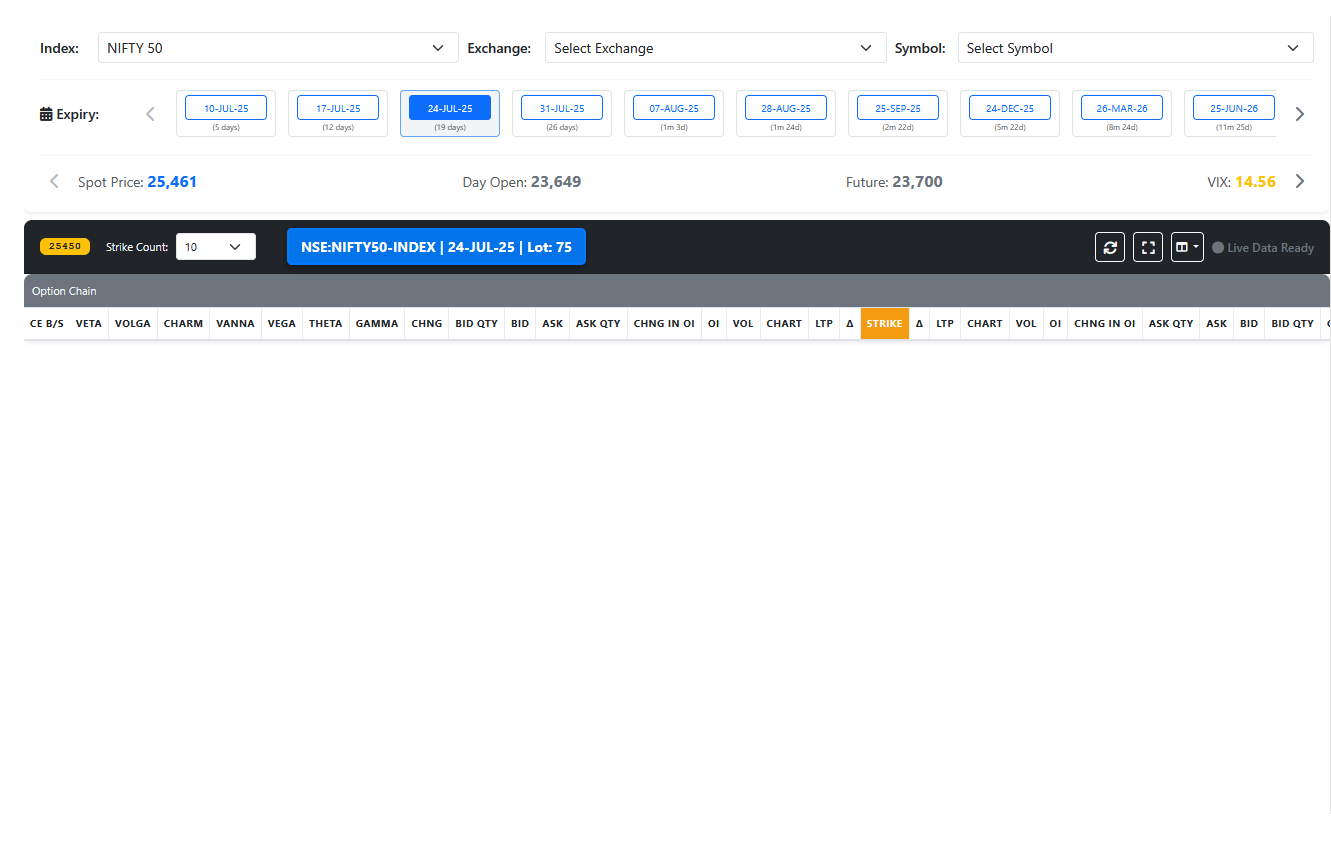 Index: NIFTY 50 Exchange: Select Exchange Symbol: Select Symbol
Expiry: 10-JUL-25 17-JUL-25 24-JUL-25 31-JUL-25 07-AUG-25 28-AUG-25 25-SEP-25 24-DEC-25 26-MAR-26 25-JUN-26
(5 days) (12 days) (19 days) (26 days) (1m 3d) (1m 24d) (2m 22d) (5m 22d) (8m 24d) (11m 25d)
Spot Price: 25,461 Day Open: 23,649 Future: 23,700 VIX: 14.56
25450 Strike Count: 10 NSE:NIFTY50-INDEX | 24-JUL-25 | Lot: 75 Live Data Ready
Option Chain
CE B/S VETA VOLGA CHARM VANNA VEGA THETA GAMMA CHNG BID QTY BID ASK ASK QTY CHNG IN OI OI VOL CHART LTP Δ STRIKE Δ LTP CHART VOL OI CHNG IN OI ASK QTY ASK BID BID QTY